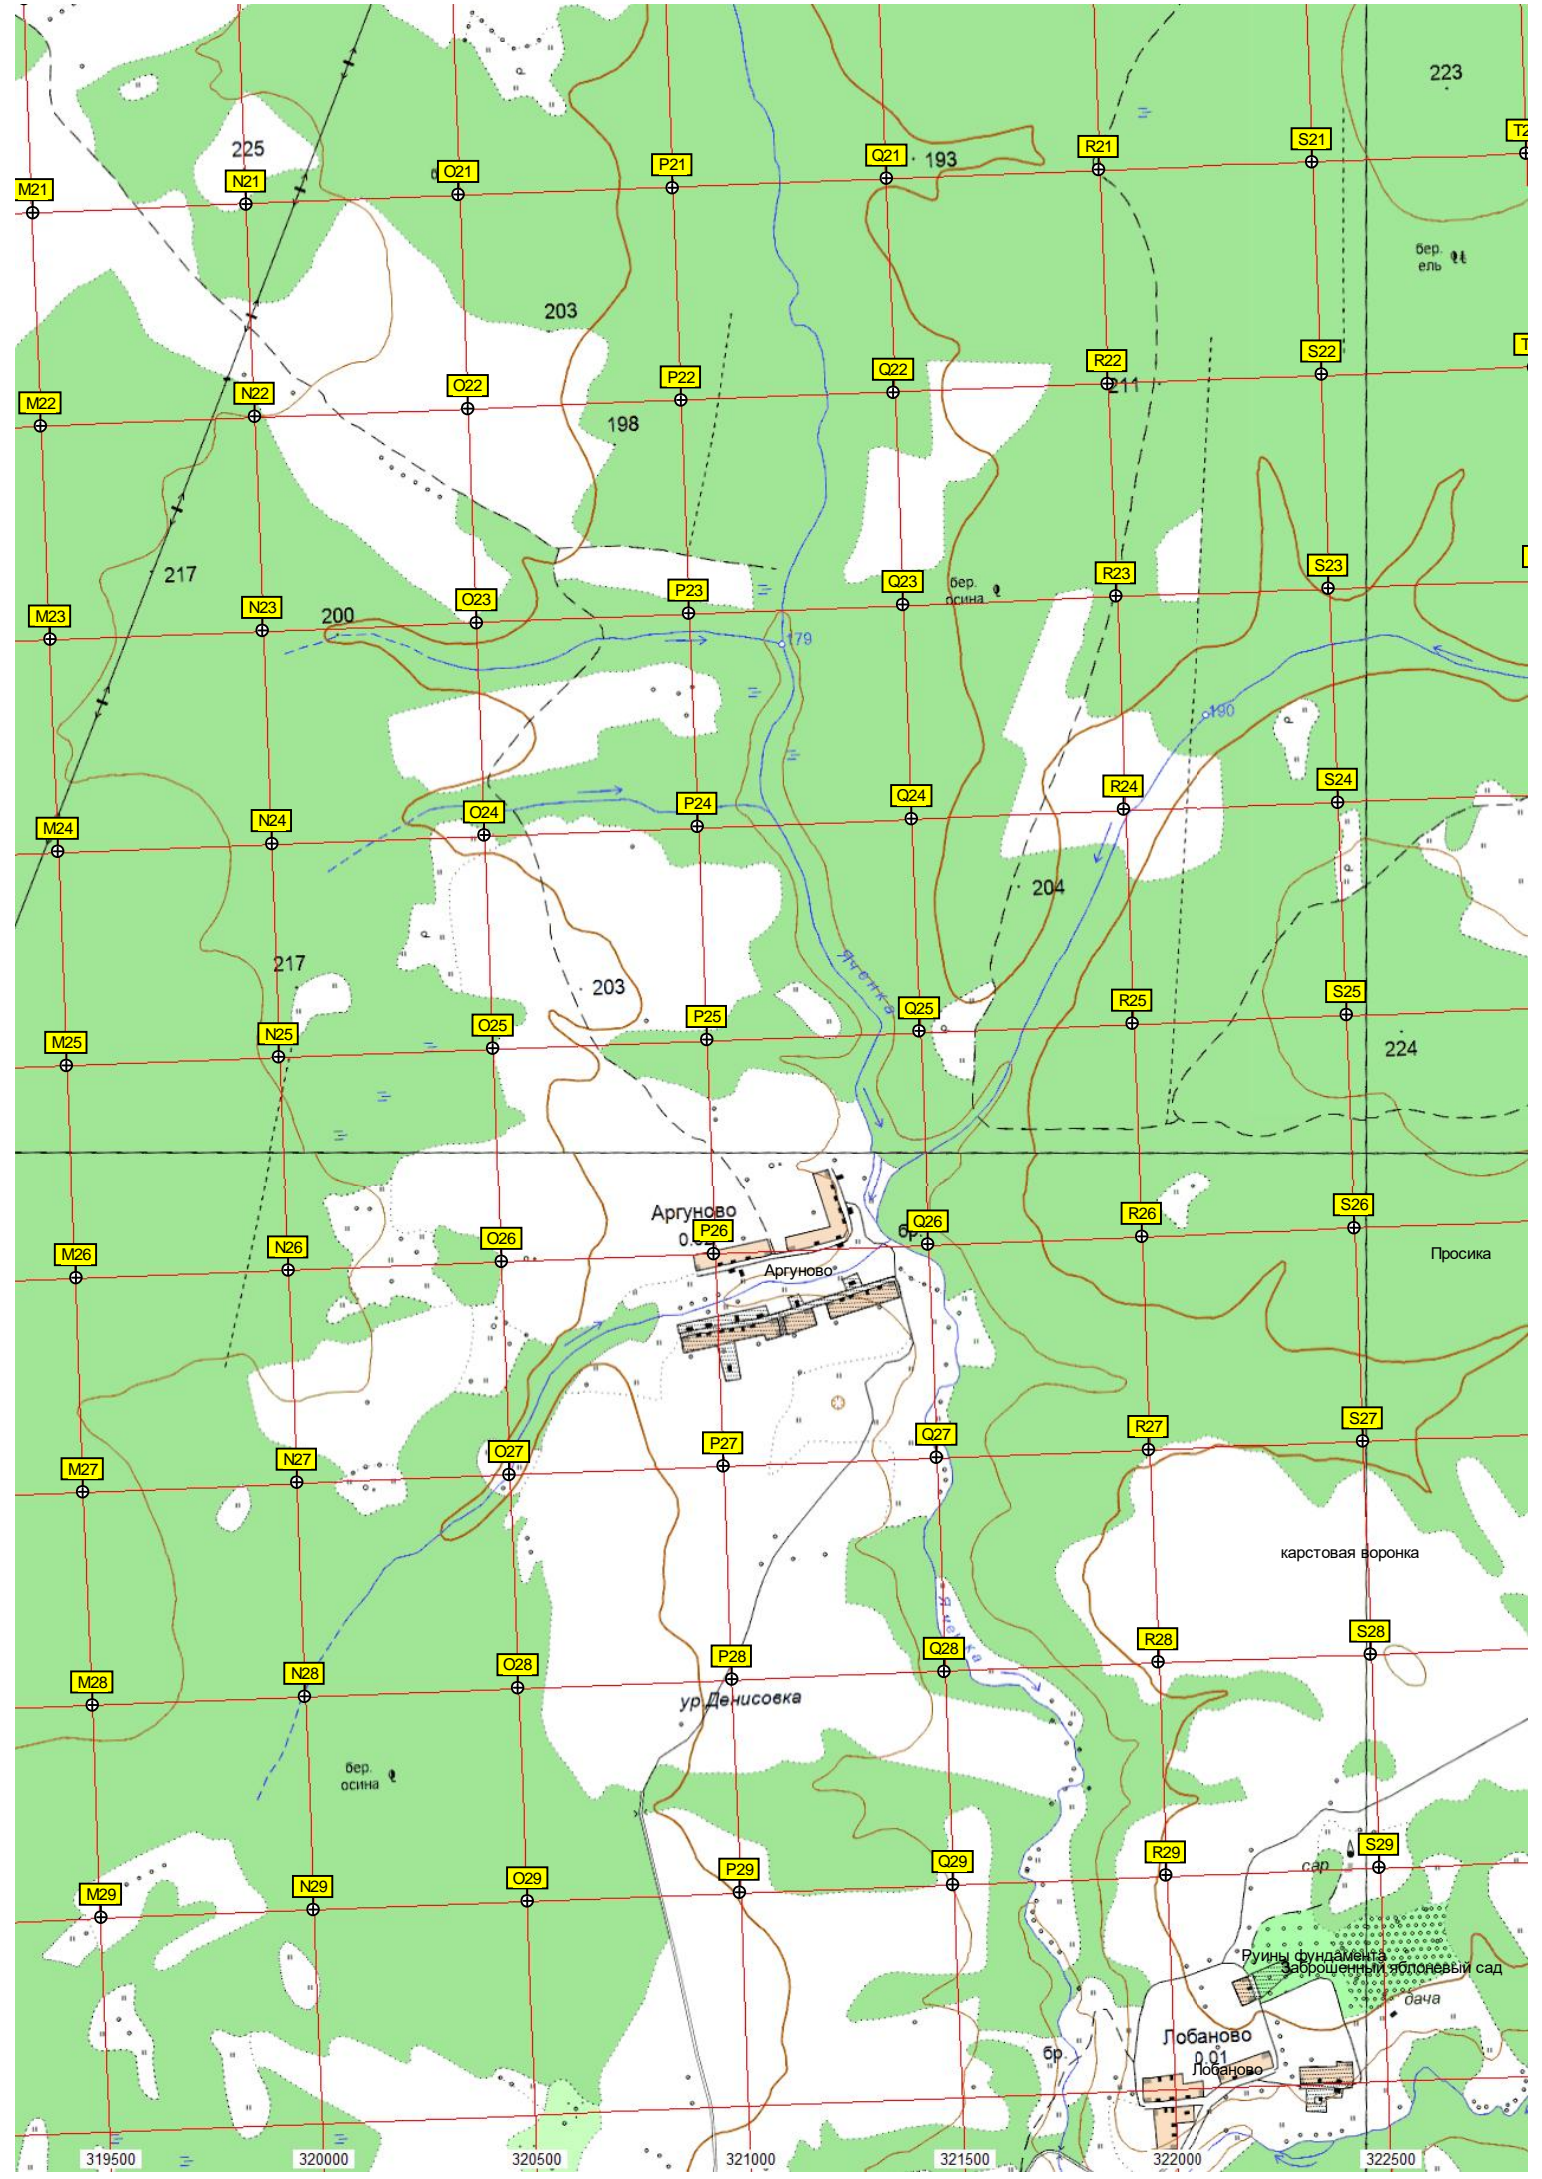 223
225
193
S21
R21
Q21
P21
O21
N21
M21
бер.
ель
203
S22
R22
211
Q22
P22
O22
N22
M22
198
217
S23
R23
бер.
осина
Q23
P23
O23
N23
M23
200
179
190
S24
R24
Q24
P24
O24
N24
M24
204
Яченка
217
203
S25
R25
Q25
P25
O25
N25
M25
224
Аргуново
S26
R26
Q26
бр.
P26
O26
N26
M26
Просика
Аргуново
S27
R27
Q27
P27
O27
N27
M27
карстовая воронка
Яченка
S28
R28
Q28
P28
O28
N28
M28
ур Денисовка
бер.
осина
S29
R29
Q29
P29
O29
N29
M29
сар.
Руины фундамента
Заброшенный яблоневый сад
дача
Лобаново
0.01
бр.
Лобаново
319500
320000
320500
321000
321500
322000
322500